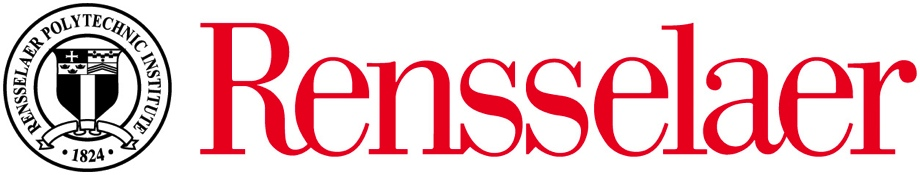 RENSSELAER POLYTECHNIC INSTITUTE
· 1824 ·
Rensselaer